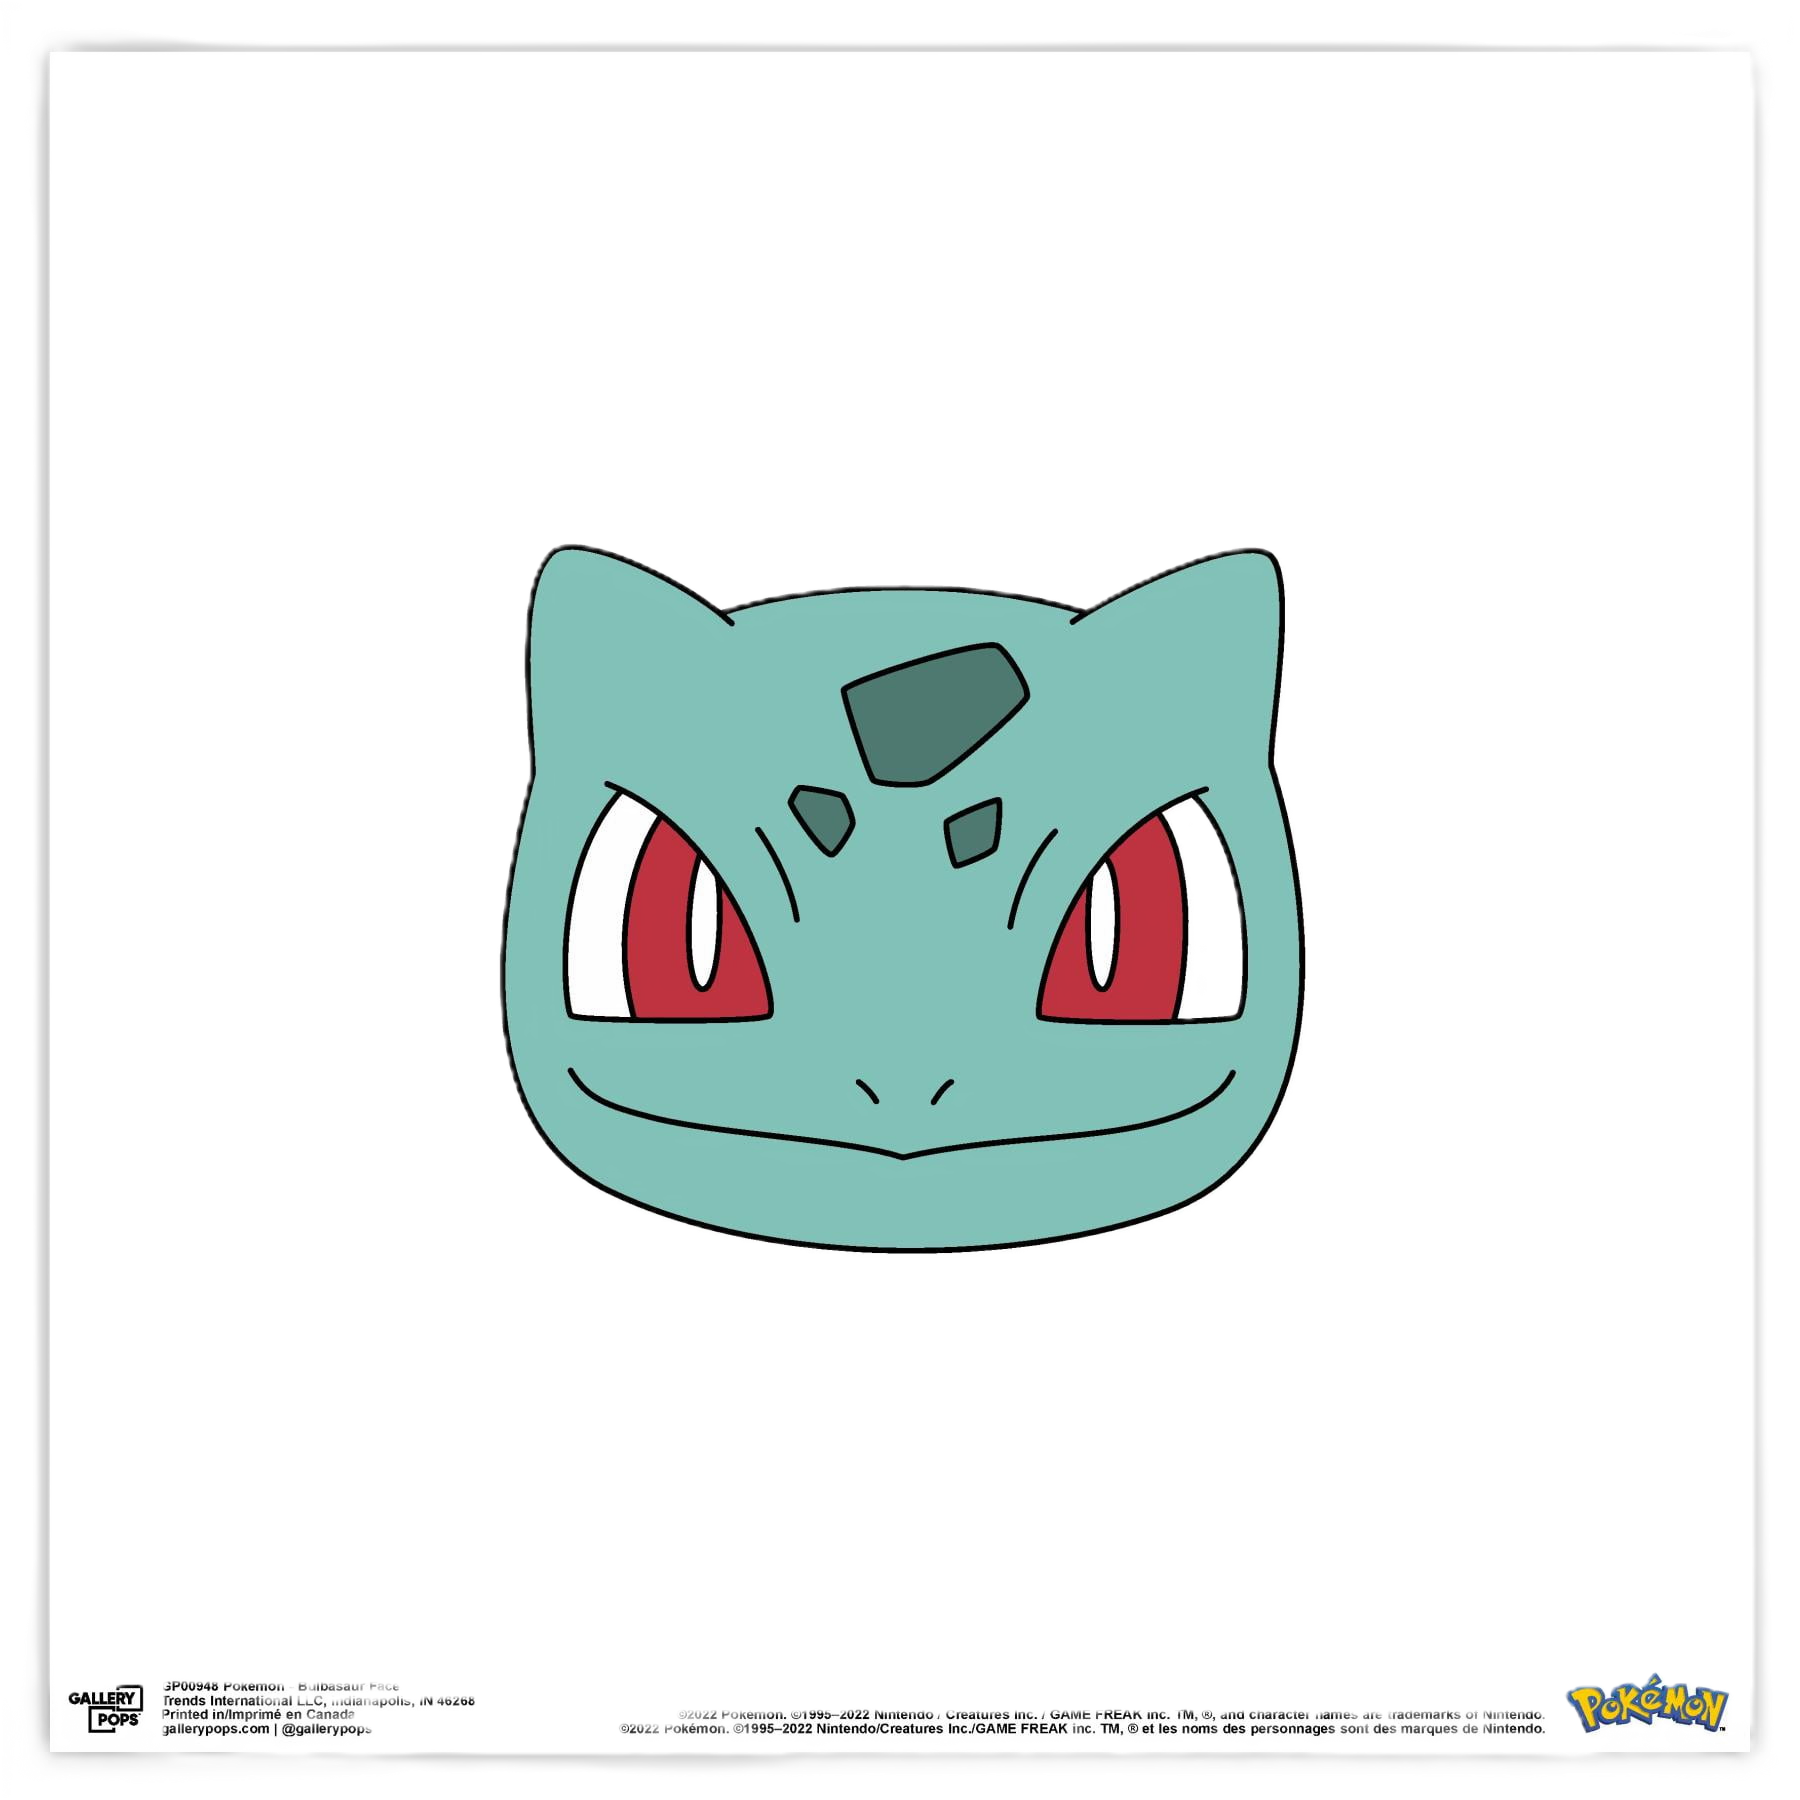 GALLERY
POPS
GP00948 Pokémon - Bulbasaur Face
Trends International LLC, Indianapolis, IN 46268
Printed in/Imprimé en Canada
gallerypops.com | @gallerypops
©2022 Pokémon. ©1995–2022 Nintendo / Creatures Inc. / GAME FREAK inc. TM, ®, and character names are trademarks of Nintendo.
©2022 Pokémon. ©1995–2022 Nintendo/Creatures Inc./GAME FREAK inc. TM, ® et les noms des personnages sont des marques de Nintendo.
POKéMON
TM